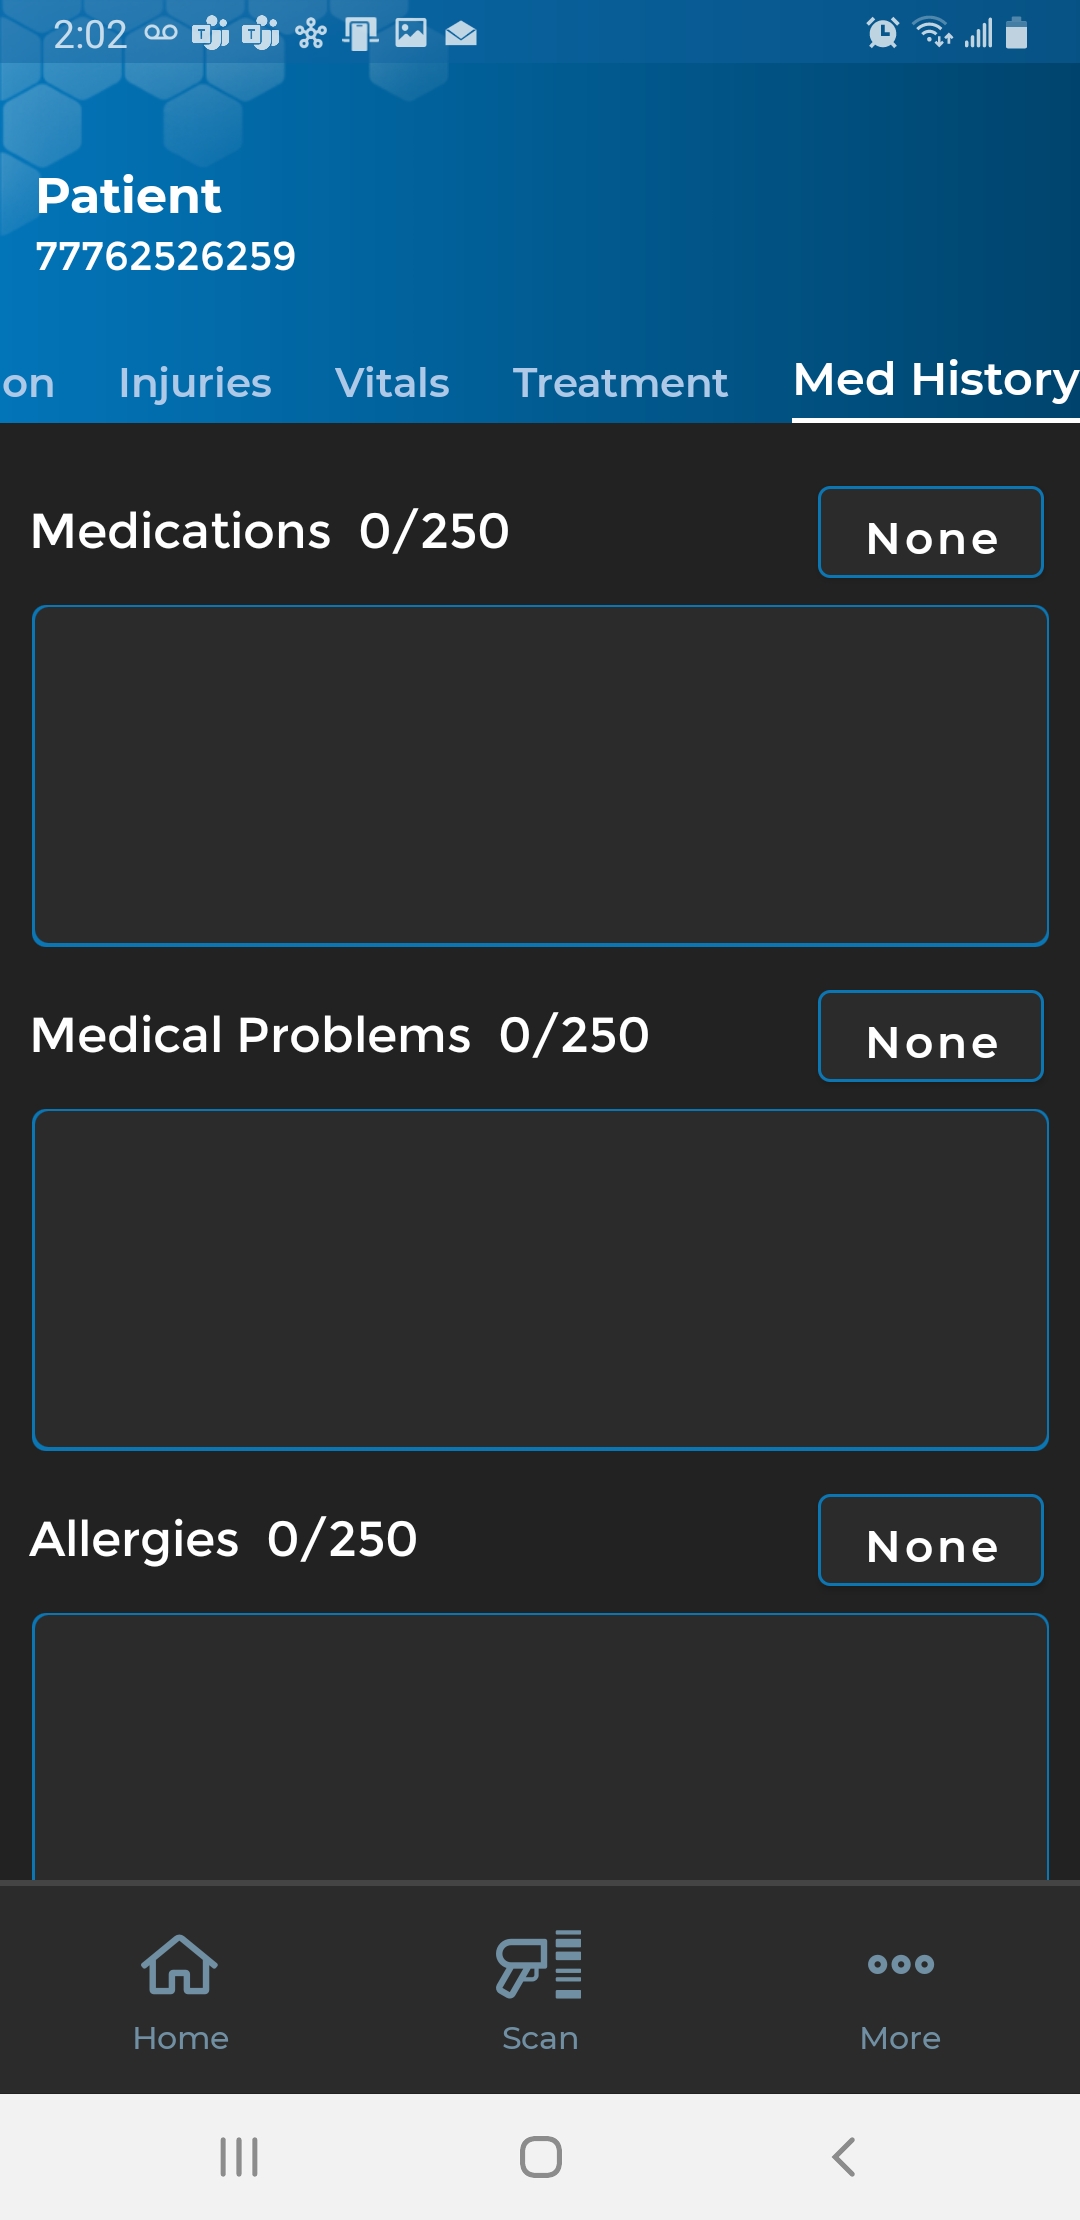 2:02
Patient
77762526259
on Injuries Vitals Treatment Med History
Medications 0/250 None
Medical Problems 0/250 None
Allergies 0/250 None
Home Scan More